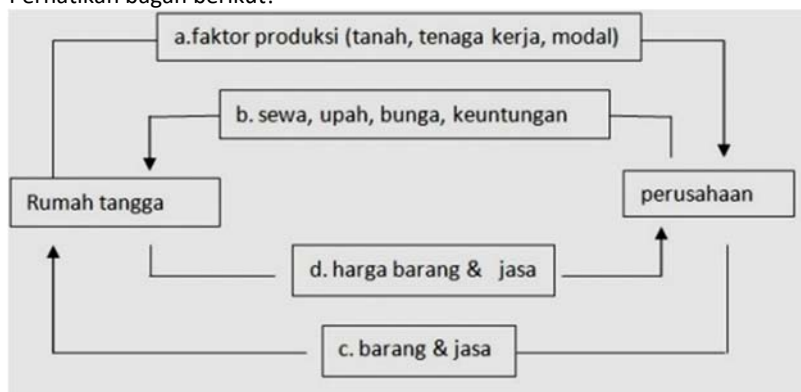 Perhatikan bagan berikut!
a.faktor produksi (tanah, tenaga kerja, modal)
b. sewa, upah, bunga, keuntungan
Rumah tangga
perusahaan
d. harga barang & jasa
c. barang & jasa